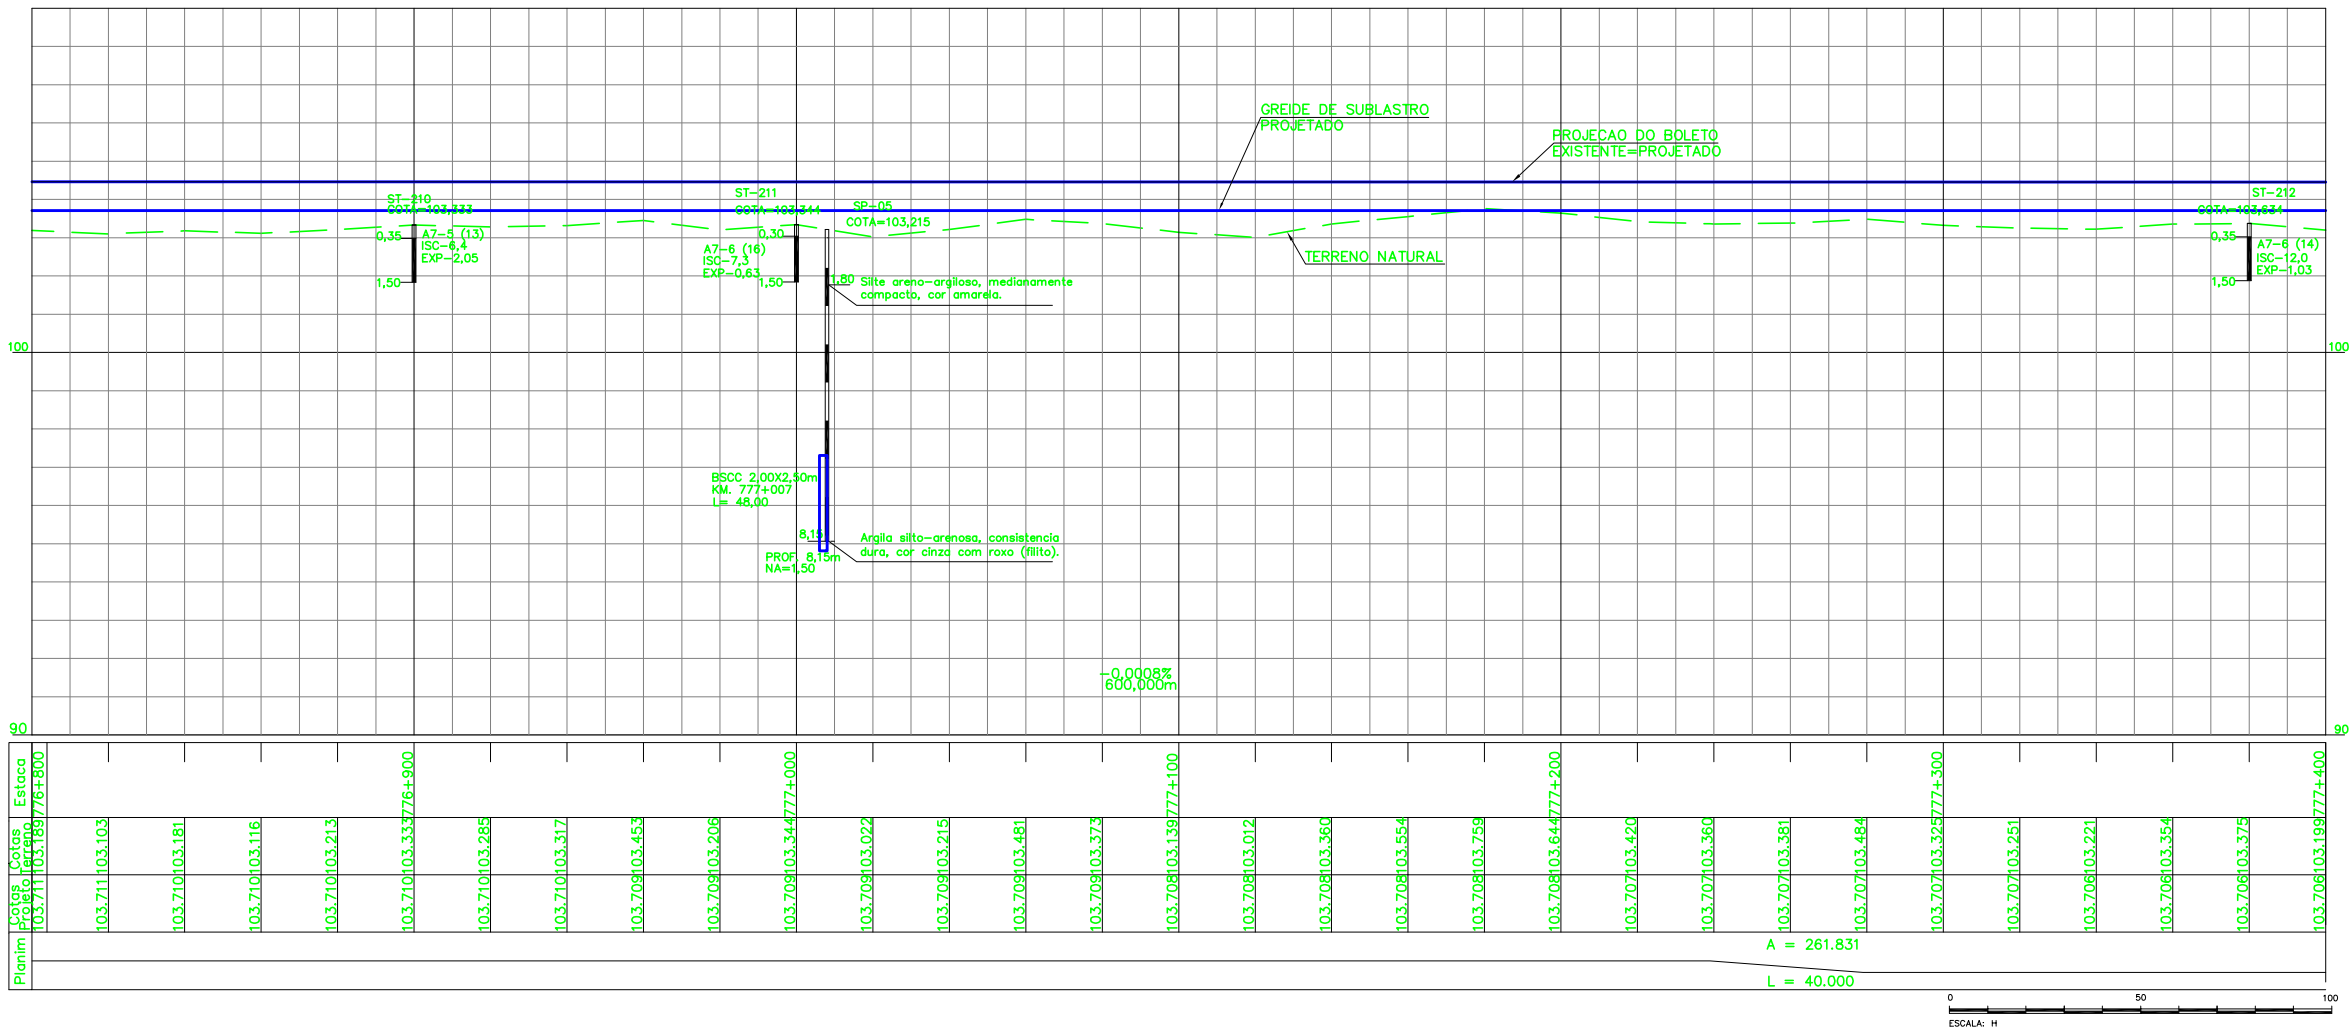 GREIDE DE SUBLASTRO
PROJETADO
PROJECAO DO BOLETO
EXISTENTE=PROJETADO
ST-210
COTA=103,333
0,35
A7-5 (13)
ISC-6,4
EXP-2,05
1,50
ST-211
COTA=103,344
0,30
A7-6 (16)
ISC-7,3
EXP-0,63
1,50
SP-05
COTA=103,215
1,80
Silte areno-argilosa, medianamente
compacto, cor amarela.
TERRENO NATURAL
ST-212
0,35
A7-6 (14)
ISC-12,0
EXP-1,03
1,50
100
100
BSCC 2,00X2,50m
KM. 777+007
L= 48,00
8,15
PROF. 8,15m
NA=1,50
Argila silto-arenosa, consistencia
dura, cor cinza com roxo (filito).
-0,0008%
600,000m
90
90
Estaca
776+800
776+900
777+000
777+100
777+200
777+300
777+400
Cotas
Terreno
103.189
103.103
103.181
103.116
103.213
103.333
103.285
103.317
103.453
103.206
103.344
103.022
103.215
103.481
103.373
103.139
103.012
103.360
103.554
103.759
103.644
103.420
103.360
103.381
103.484
103.325
103.251
103.221
103.354
103.375
103.199
Cotas
Projeto
103.711
103.711
103.710
103.710
103.710
103.710
103.710
103.710
103.709
103.709
103.709
103.709
103.709
103.709
103.709
103.708
103.708
103.708
103.708
103.708
103.708
103.707
103.707
103.707
103.707
103.707
103.706
103.706
103.706
103.706
103.706
Planim
A = 261.831
L = 40.000
0
50
100
ESCALA: H